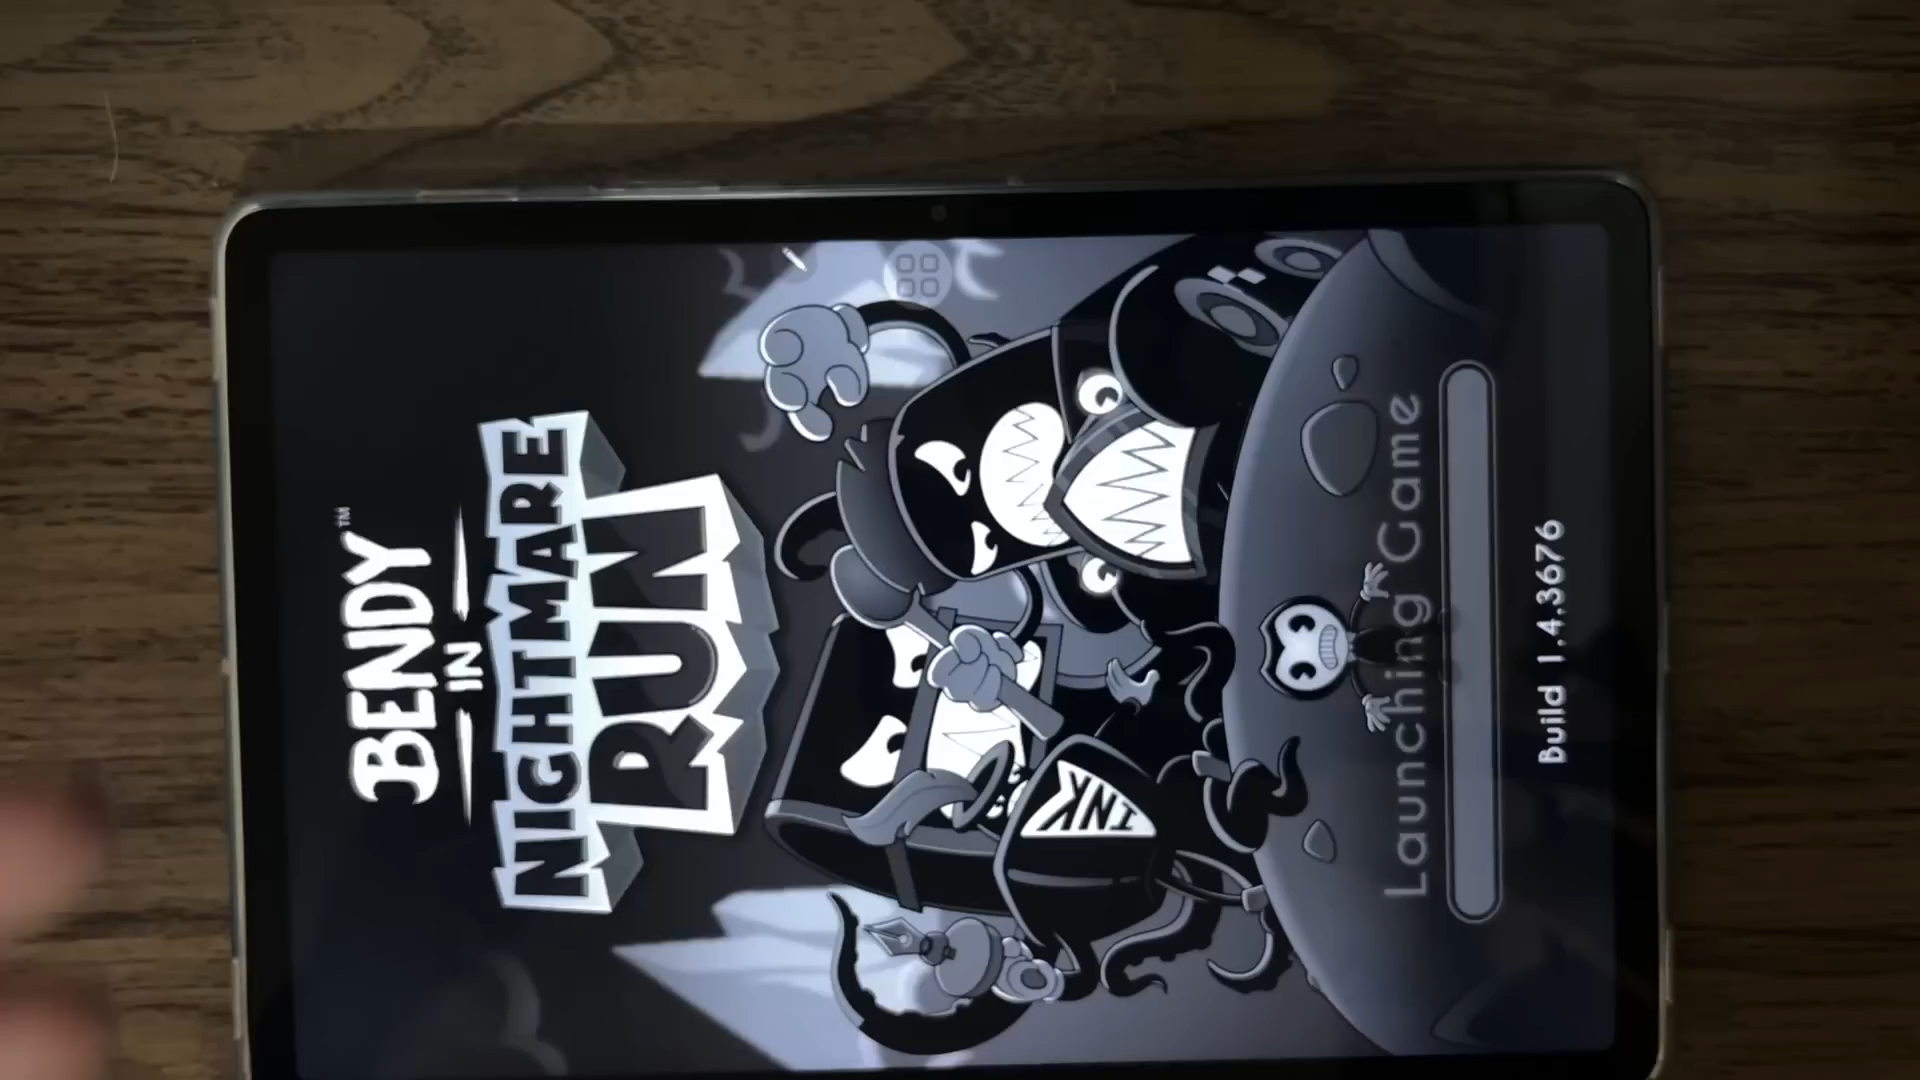 BENDY™
IN
NIGHTMARE
RUN
INK
Launching Game
Build 1.4.3676